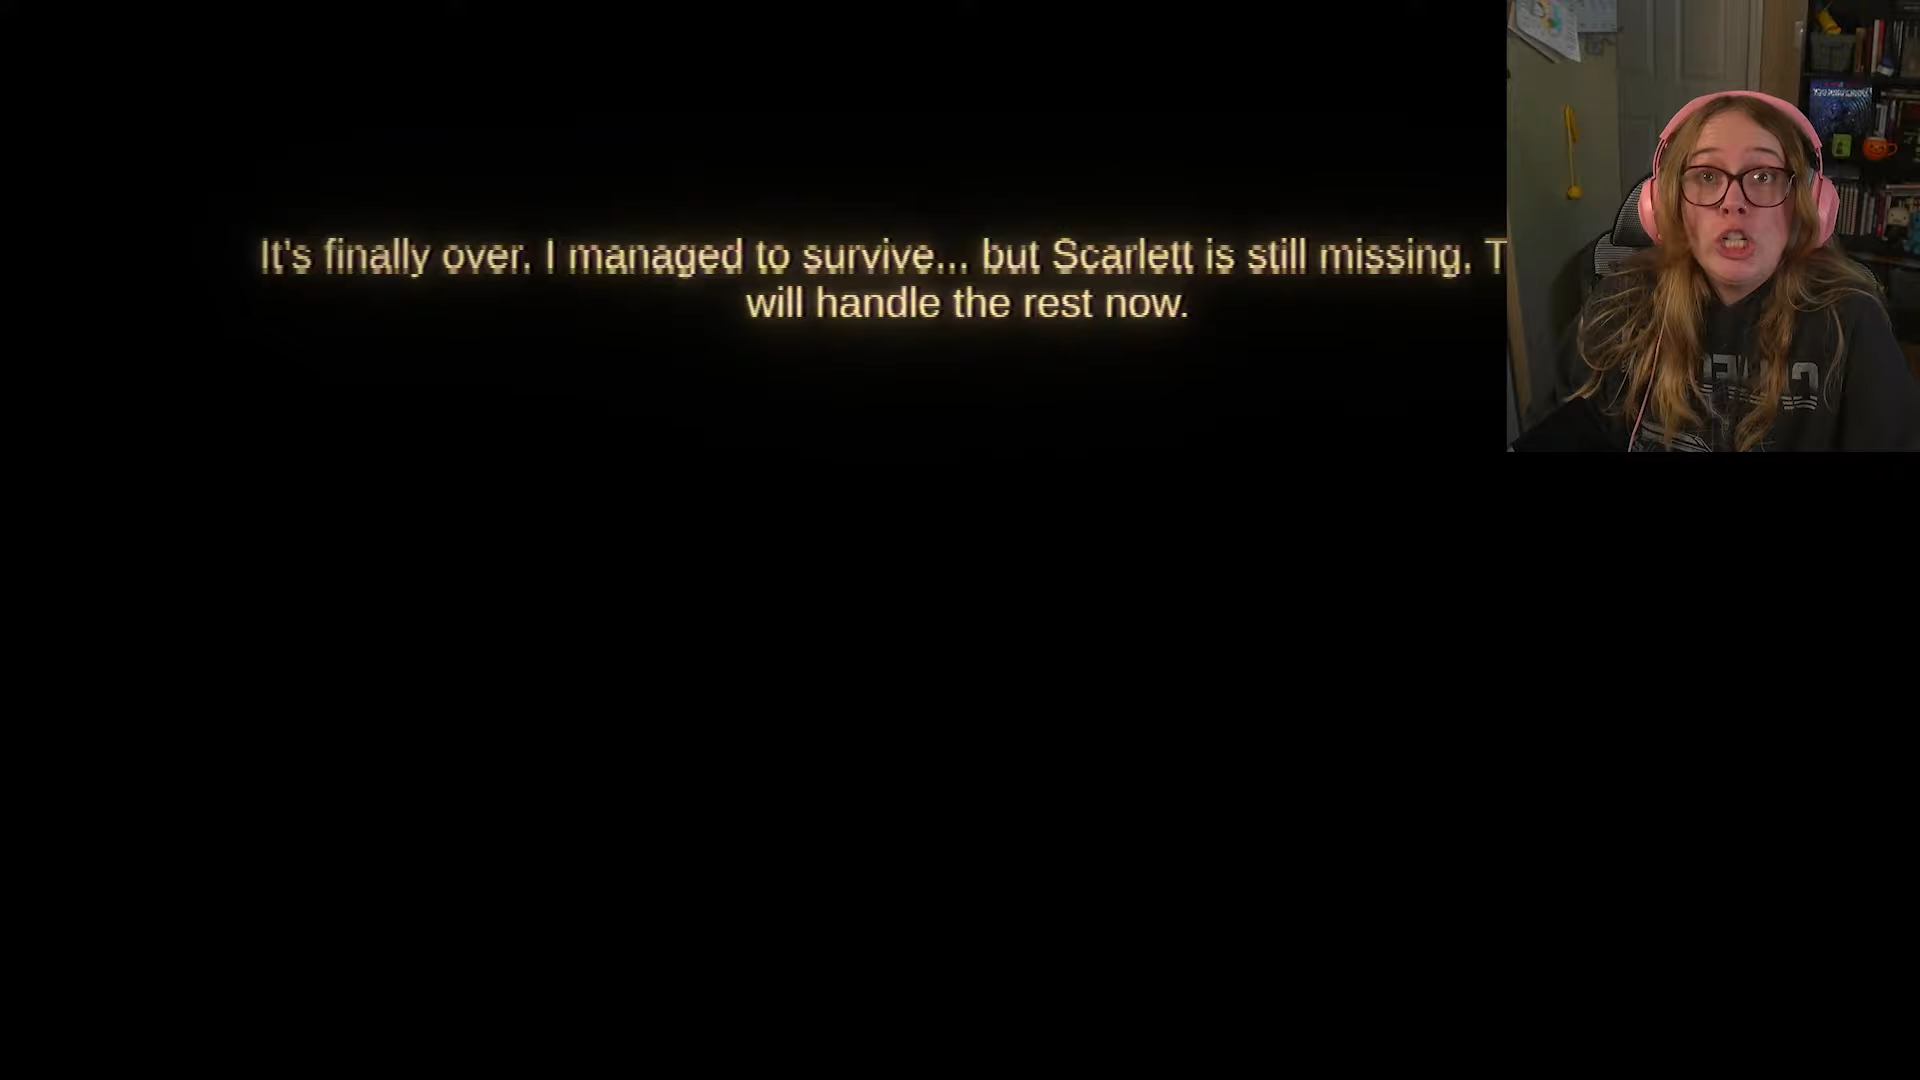 It's finally over. I managed to survive... but Scarlett is still missing. T
will handle the rest now.